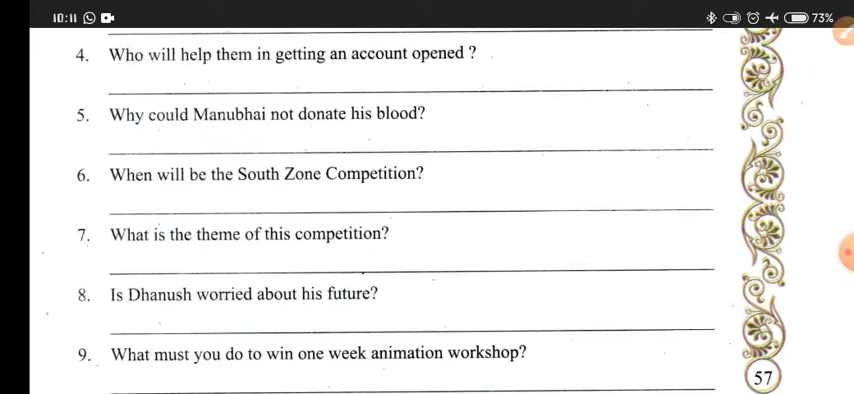 10:11
73%
4. Who will help them in getting an account opened ?
5. Why could Manubhai not donate his blood?
6. When will be the South Zone Competition?
7. What is the theme of this competition?
8. Is Dhanush worried about his future?
9. What must you do to win one week animation workshop?
57